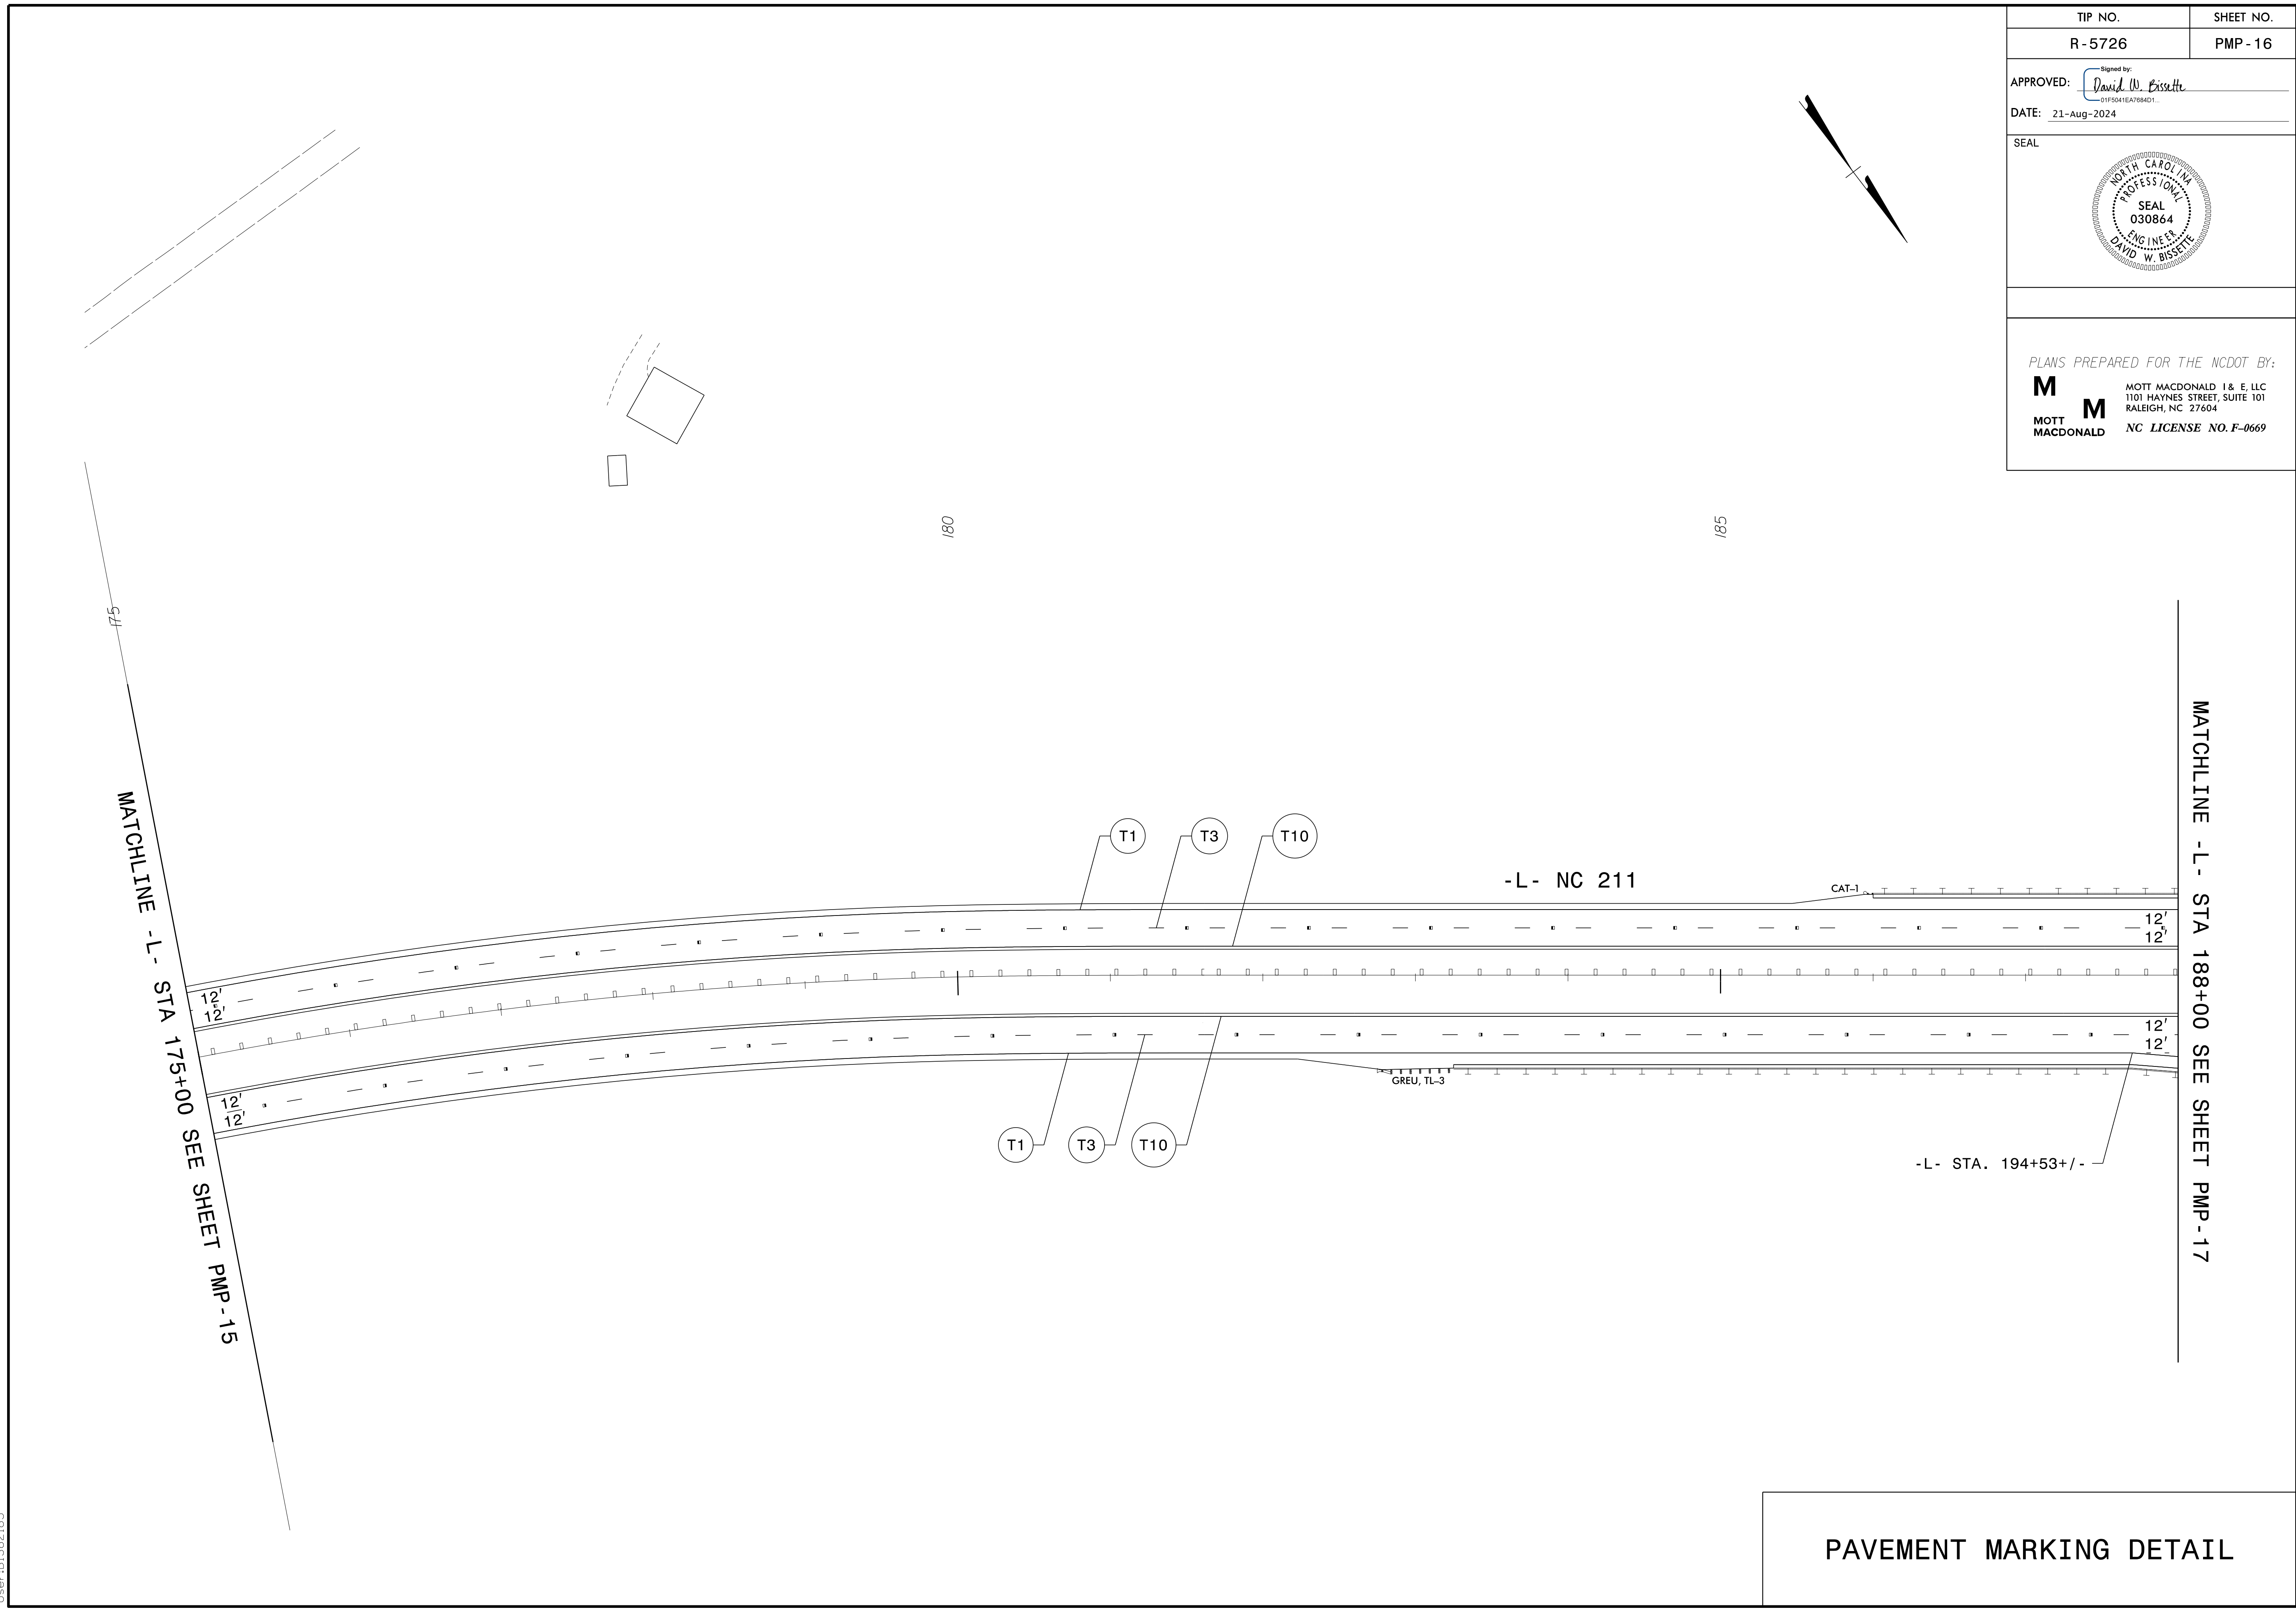 TIP NO. SHEET NO.
R-5726 PMP-16
Signed by:
APPROVED: David W. Bissette
01F5041EA7684D1...
DATE: 21-Aug-2024
SEAL
NORTH CAROLINA
PROFESSIONAL
SEAL
030864
ENGINEER
DAVID W. BISSETTE
PLANS PREPARED FOR THE NCDOT BY:
M M
MOTT
MACDONALD
MOTT MACDONALD I & E, LLC
1101 HAYNES STREET, SUITE 101
RALEIGH, NC 27604
NC LICENSE NO. F-0669
180
185
175
MATCHLINE -L- STA 175+00 SEE SHEET PMP-15
MATCHLINE -L- STA 188+00 SEE SHEET PMP-17
T1 T3 T10
-L- NC 211
CAT-1
12'
12'
12'
12'
12'
12'
12'
12'
GREU, TL-3
T1 T3 T10
-L- STA. 194+53+/-
PAVEMENT MARKING DETAIL